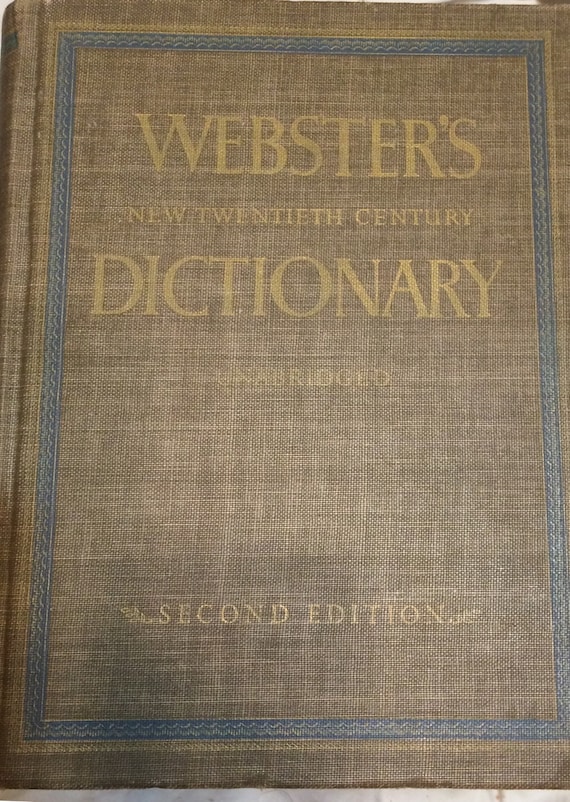 WEBSTER'S
NEW TWENTIETH CENTURY
DICTIONARY
UNABRIDGED
SECOND EDITION